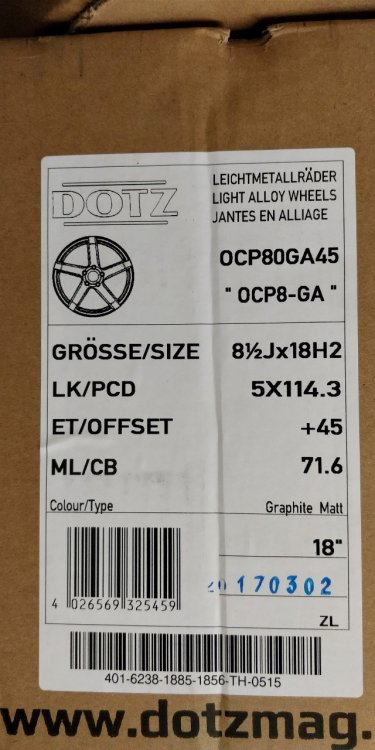 DOTZ
LEICHTMETALLRÄDER
LIGHT ALLOY WHEELS
JANTES EN ALLIAGE
OCP80GA45
" OCP8-GA "
GRÖSSE/SIZE 8½Jx18H2
LK/PCD 5X114.3
ET/OFFSET +45
ML/CB 71.6
Colour/Type Graphite Matt
18"
20170302
4 026569 325459
ZL
401-6238-1885-1856-TH-0515
www.dotzmag.